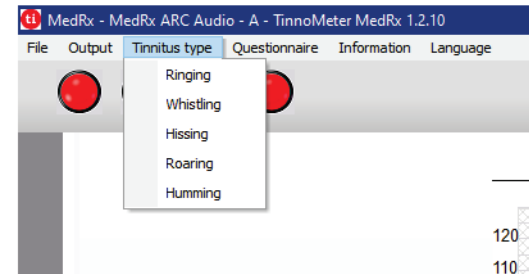 ti MedRx - MedRx ARC Audio - A - TinnoMeter MedRx 1.2.10
File Output Tinnitus type Questionnaire Information Language
Ringing
Whistling
Hissing
Roaring
Humming
120
110